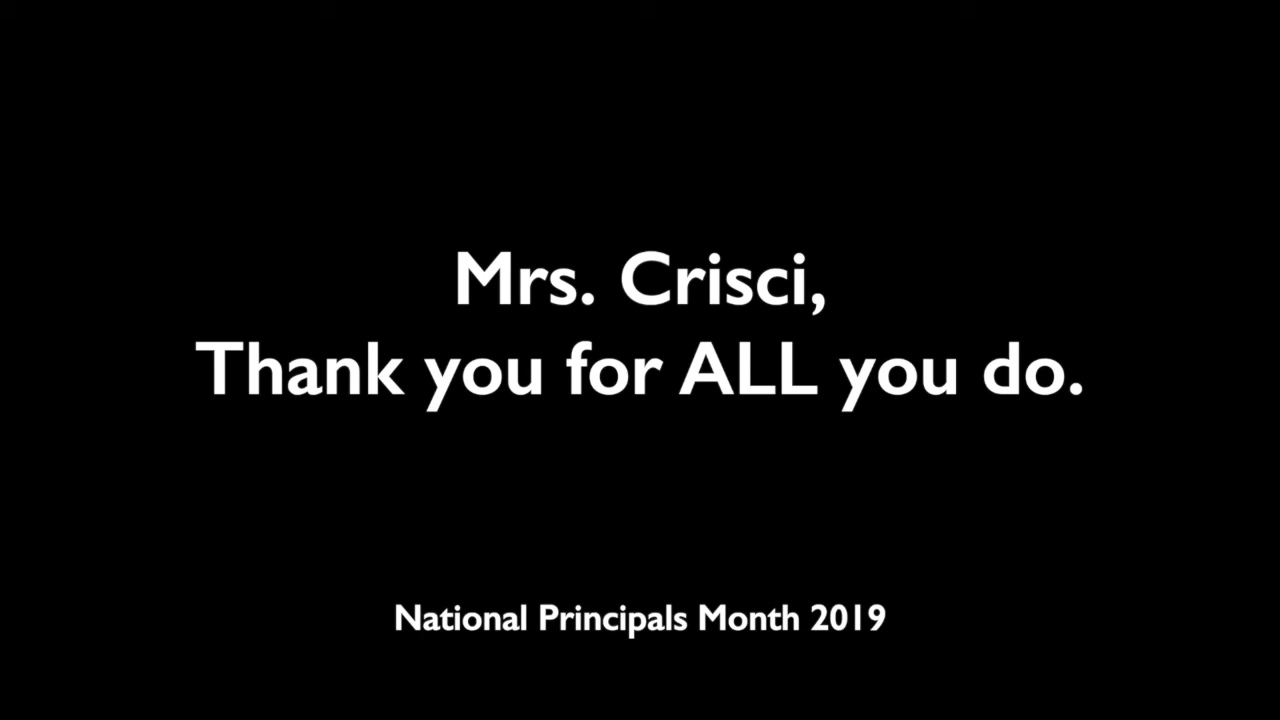 Mrs. Crisci,
Thank you for ALL you do.
National Principals Month 2019